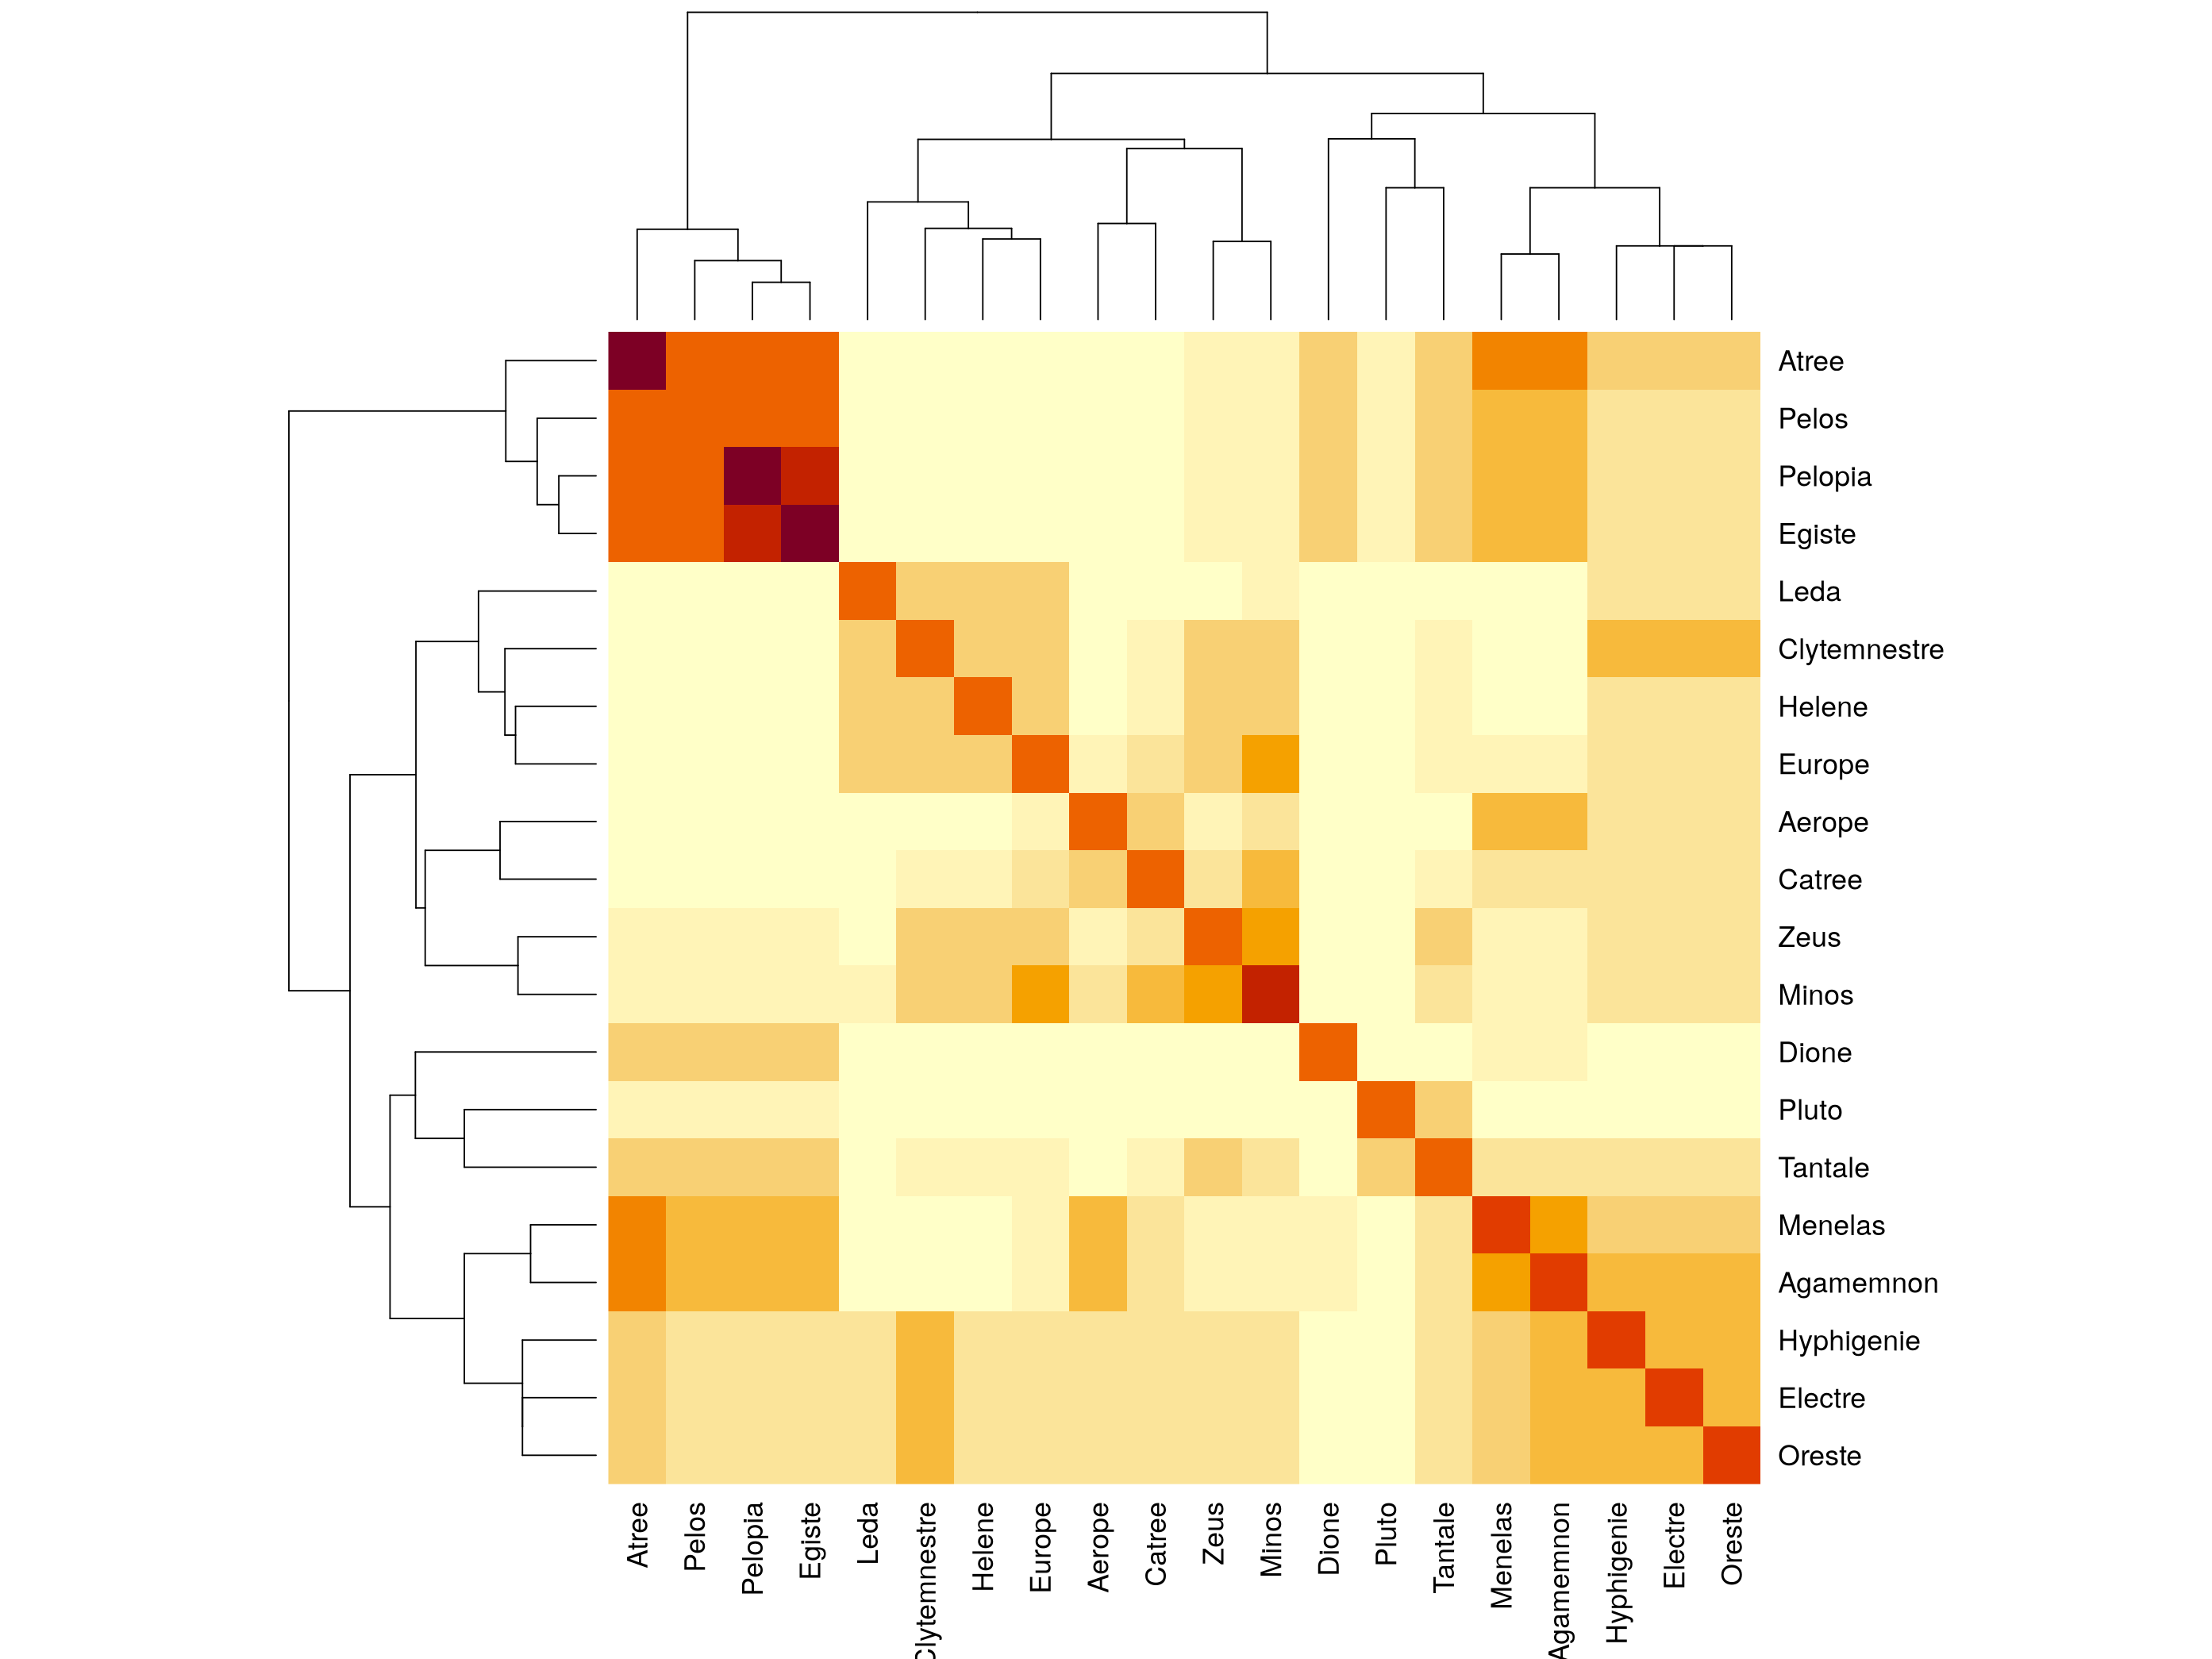 Atree
Pelos
Pelopia
Egiste
Leda
Clytemnestre
Helene
Europe
Aerope
Catree
Zeus
Minos
Dione
Pluto
Tantale
Menelas
Agamemnon
Hyphigenie
Electre
Oreste
Atree
Pelos
Pelopia
Egiste
Leda
Clytemnestre
Helene
Europe
Aerope
Catree
Zeus
Minos
Dione
Pluto
Tantale
Menelas
Agamemnon
Hyphigenie
Electre
Oreste